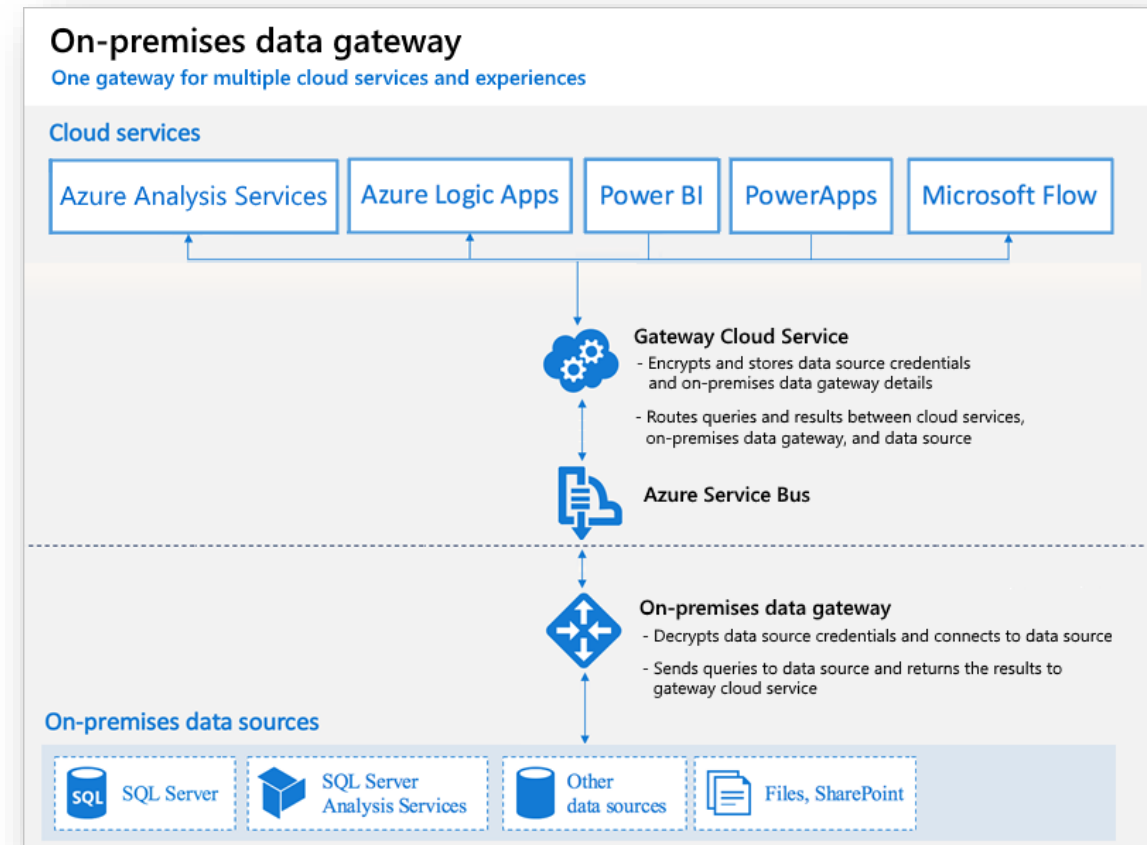 On-premises data gateway
One gateway for multiple cloud services and experiences
Cloud services
Azure Analysis Services
Azure Logic Apps
Power BI
PowerApps
Microsoft Flow
Gateway Cloud Service
- Encrypts and stores data source credentials
and on-premises data gateway details
- Routes queries and results between cloud services,
on-premises data gateway, and data source
Azure Service Bus
On-premises data gateway
- Decrypts data source credentials and connects to data source
- Sends queries to data source and returns the results to
gateway cloud service
On-premises data sources
SQL
SQL Server
SQL Server
Analysis Services
Other
data sources
Files, SharePoint